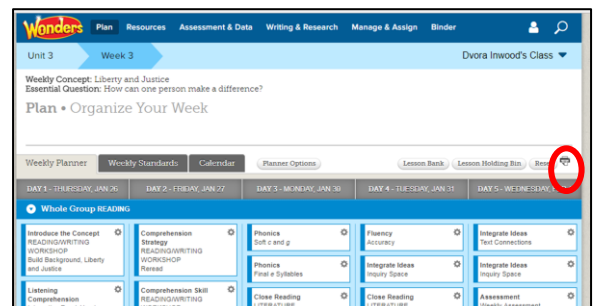 Wonders Plan Resources Assessment & Data Writing & Research Manage & Assign Binder
Unit 3 Week 3 Dvora Inwood's Class
Weekly Concept: Liberty and Justice
Essential Question: How can one person make a difference?
Plan • Organize Your Week
Weekly Planner Weekly Standards Calendar Planner Options Lesson Bank Lesson Holding Bin
DAY 1 - THURSDAY, JAN 26 DAY 2 - FRIDAY, JAN 27 DAY 3 - MONDAY, JAN 30 DAY 4 - TUESDAY, JAN 31 DAY 5 - WEDNESDAY,
Whole Group READING
Introduce the Concept
READING/WRITING
WORKSHOP
Build Background, Liberty
and Justice
Comprehension
Strategy
READING/WRITING
WORKSHOP
Reread
Phonics
Soft c and g
Fluency
Accuracy
Integrate Ideas
Text Connections
Phonics
Final e Syllables
Integrate Ideas
Inquiry Space
Integrate Ideas
Inquiry Space
Listening
Comprehension
Comprehension Skill
READING/WRITING
Close Reading
LITERATURE
Close Reading
LITERATURE
Assessment
Weekly Assessment